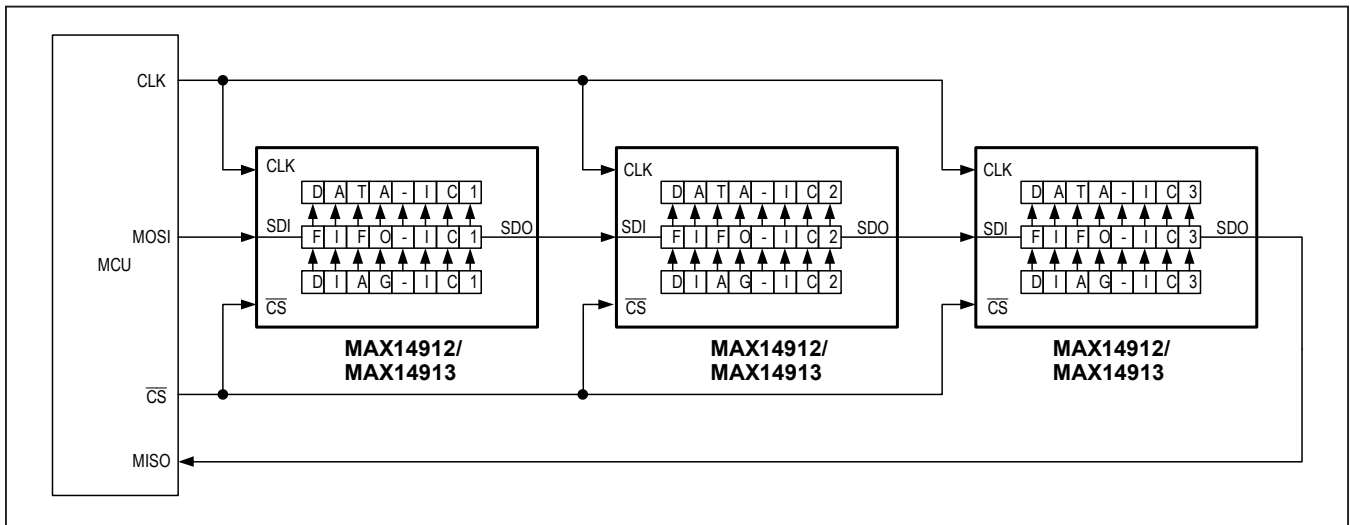 CLK
MOSI
MCU
CS
MISO
CLK
DATA-IC1
SDI
FIFO-IC1
SDO
DIAG-IC1
CS
MAX14912/
MAX14913
CLK
DATA-IC2
SDI
FIFO-IC2
SDO
DIAG-IC2
CS
MAX14912/
MAX14913
CLK
DATA-IC3
SDI
FIFO-IC3
SDO
DIAG-IC3
CS
MAX14912/
MAX14913